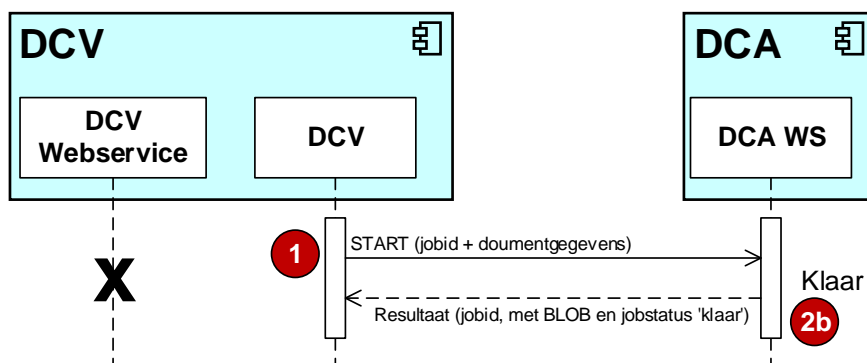 DCV
DCA
DCV
Webservice
DCV
DCA WS
1
START (jobid + doumentgegevens)
X
Klaar
Resultaat (jobid, met BLOB en jobstatus 'klaar')
2b